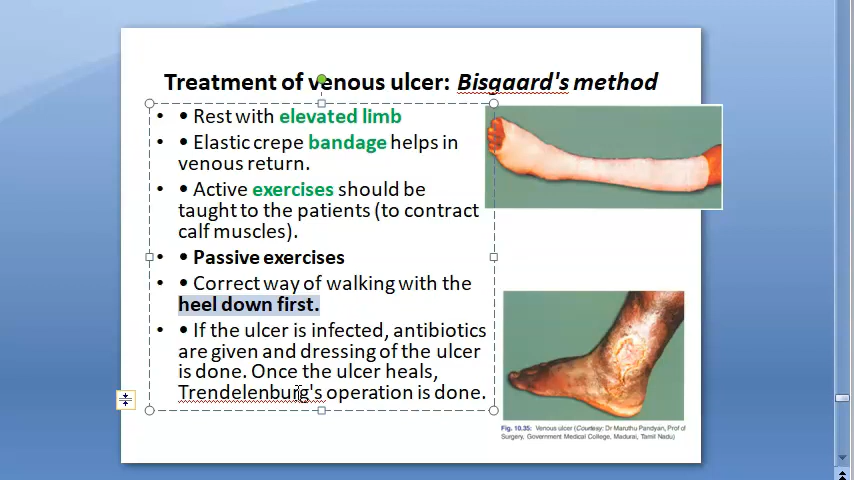 Treatment of venous ulcer: Bisgaard's method
• • Rest with elevated limb
• • Elastic crepe bandage helps in
venous return.
• • Active exercises should be
taught to the patients (to contract
calf muscles).
• • Passive exercises
• • Correct way of walking with the
heel down first.
• • If the ulcer is infected, antibiotics
are given and dressing of the ulcer
is done. Once the ulcer heals,
Trendelenburg's operation is done.
Fig. 10.35: Venous ulcer (Courtesy: Dr Maruthu Pandyan, Prof of
Surgery, Government Medical College, Madurai, Tamil Nadu)